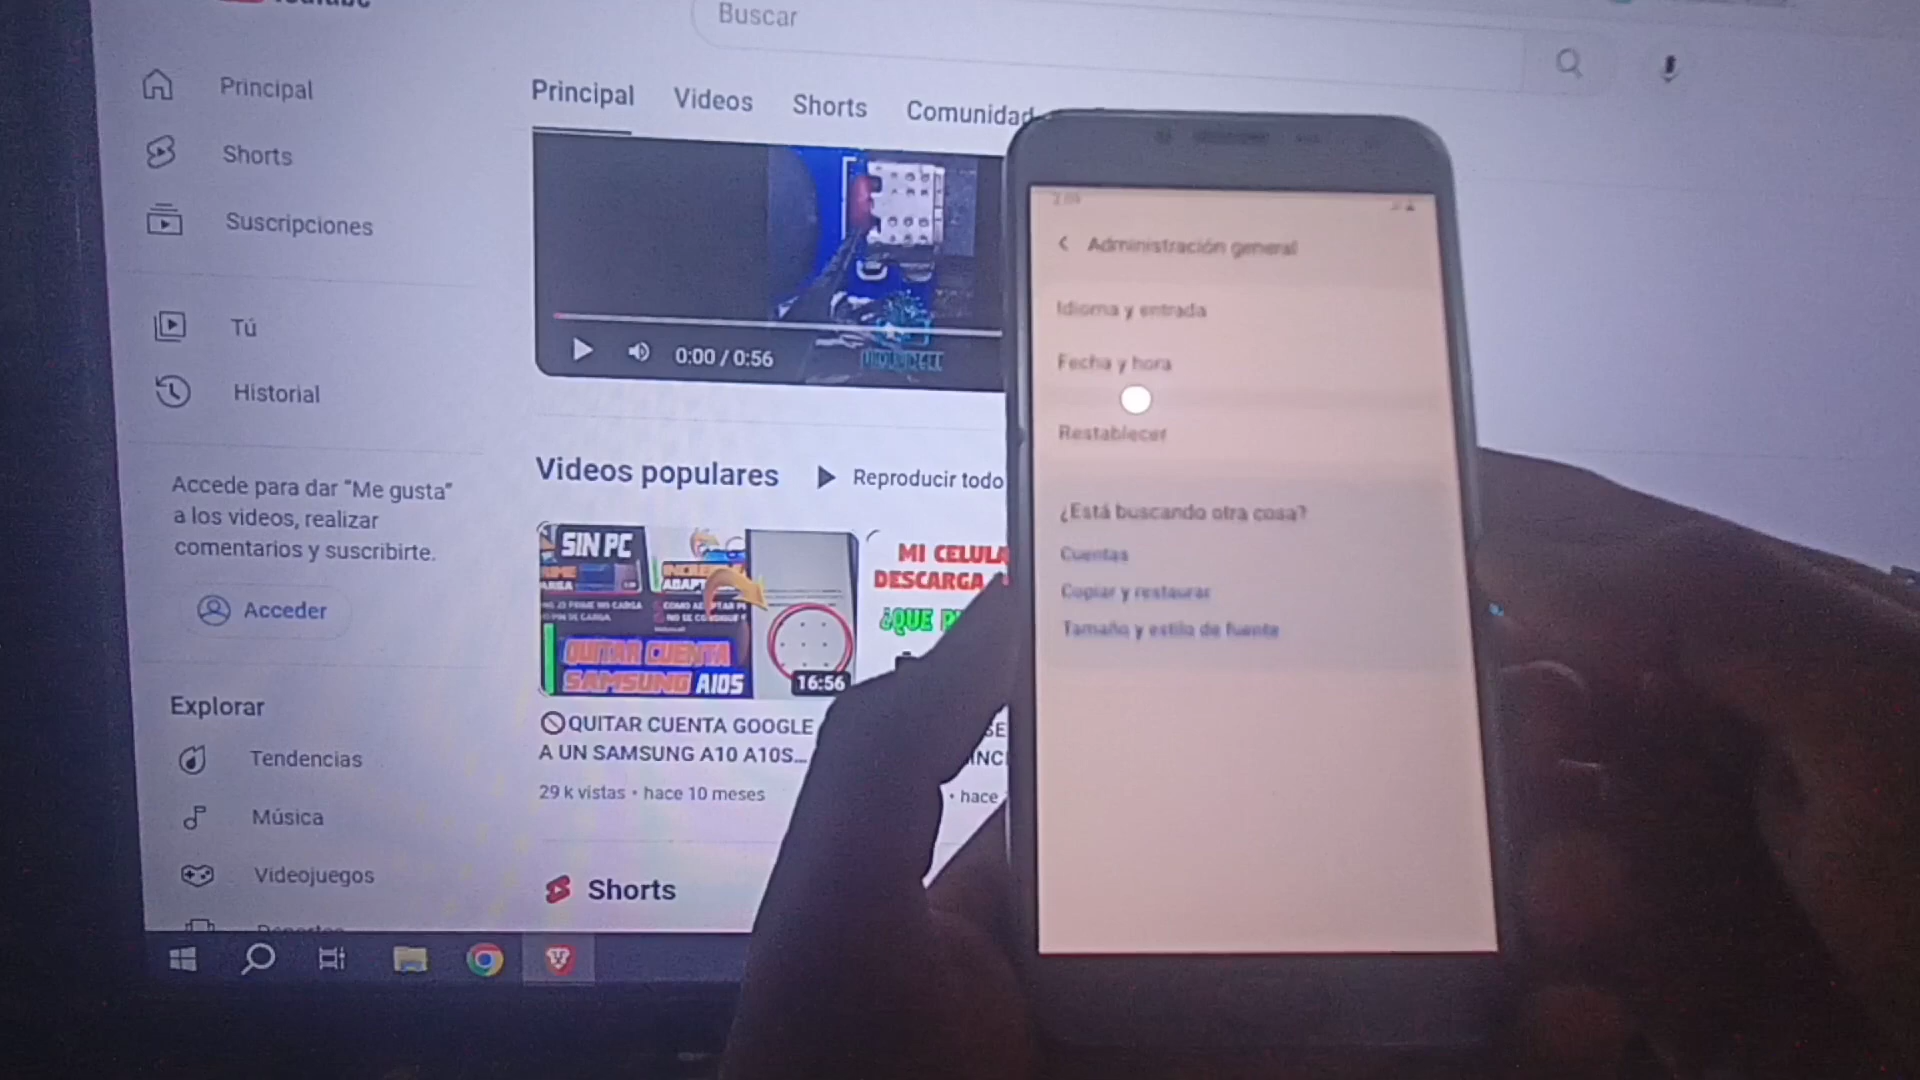 YouTube
Buscar
Principal
Shorts
Suscripciones
Tú
Historial
Accede para dar "Me gusta"
a los videos, realizar
comentarios y suscribirte.
Acceder
Explorar
Tendencias
Música
Videojuegos
Deportes
Principal Videos Shorts Comunidad
0:00 / 0:56
Videos populares
Reproducir todo
SIN PC
QUITAR CUENTA
SAMSUNG A10S
16:56
QUITAR CUENTA GOOGLE
A UN SAMSUNG A10 A10S...
29 k vistas • hace 10 meses
MI CELULA
DESCARGA
¿QUE P
• hace
Shorts
Administración general
Idioma y entrada
Fecha y hora
Restablecer
¿Está buscando otra cosa?
Cuentas
Copiar y restaurar
Tamaño y estilo de fuente